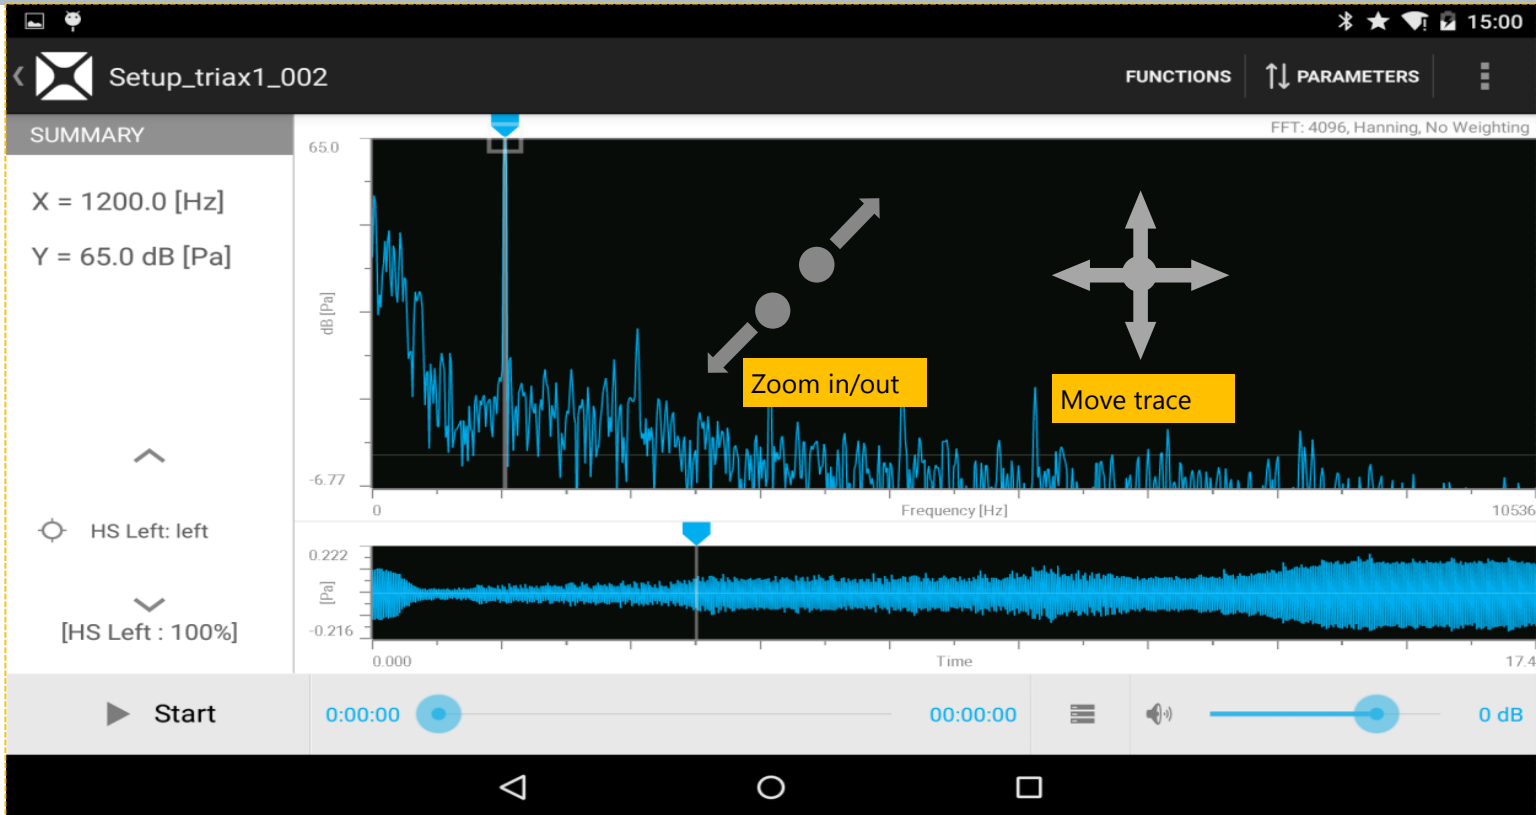 15:00
Setup_triax1_002
FUNCTIONS
PARAMETERS
SUMMARY
FFT: 4096, Hanning, No Weighting
X = 1200.0 [Hz]
Y = 65.0 dB [Pa]
65.0
dB [Pa]
-6.77
Zoom in/out
Move trace
0
Frequency [Hz]
10536
HS Left: left
[HS Left : 100%]
0.222
[Pa]
-0.216
0.000
Time
17.4
Start
0:00:00
00:00:00
0 dB